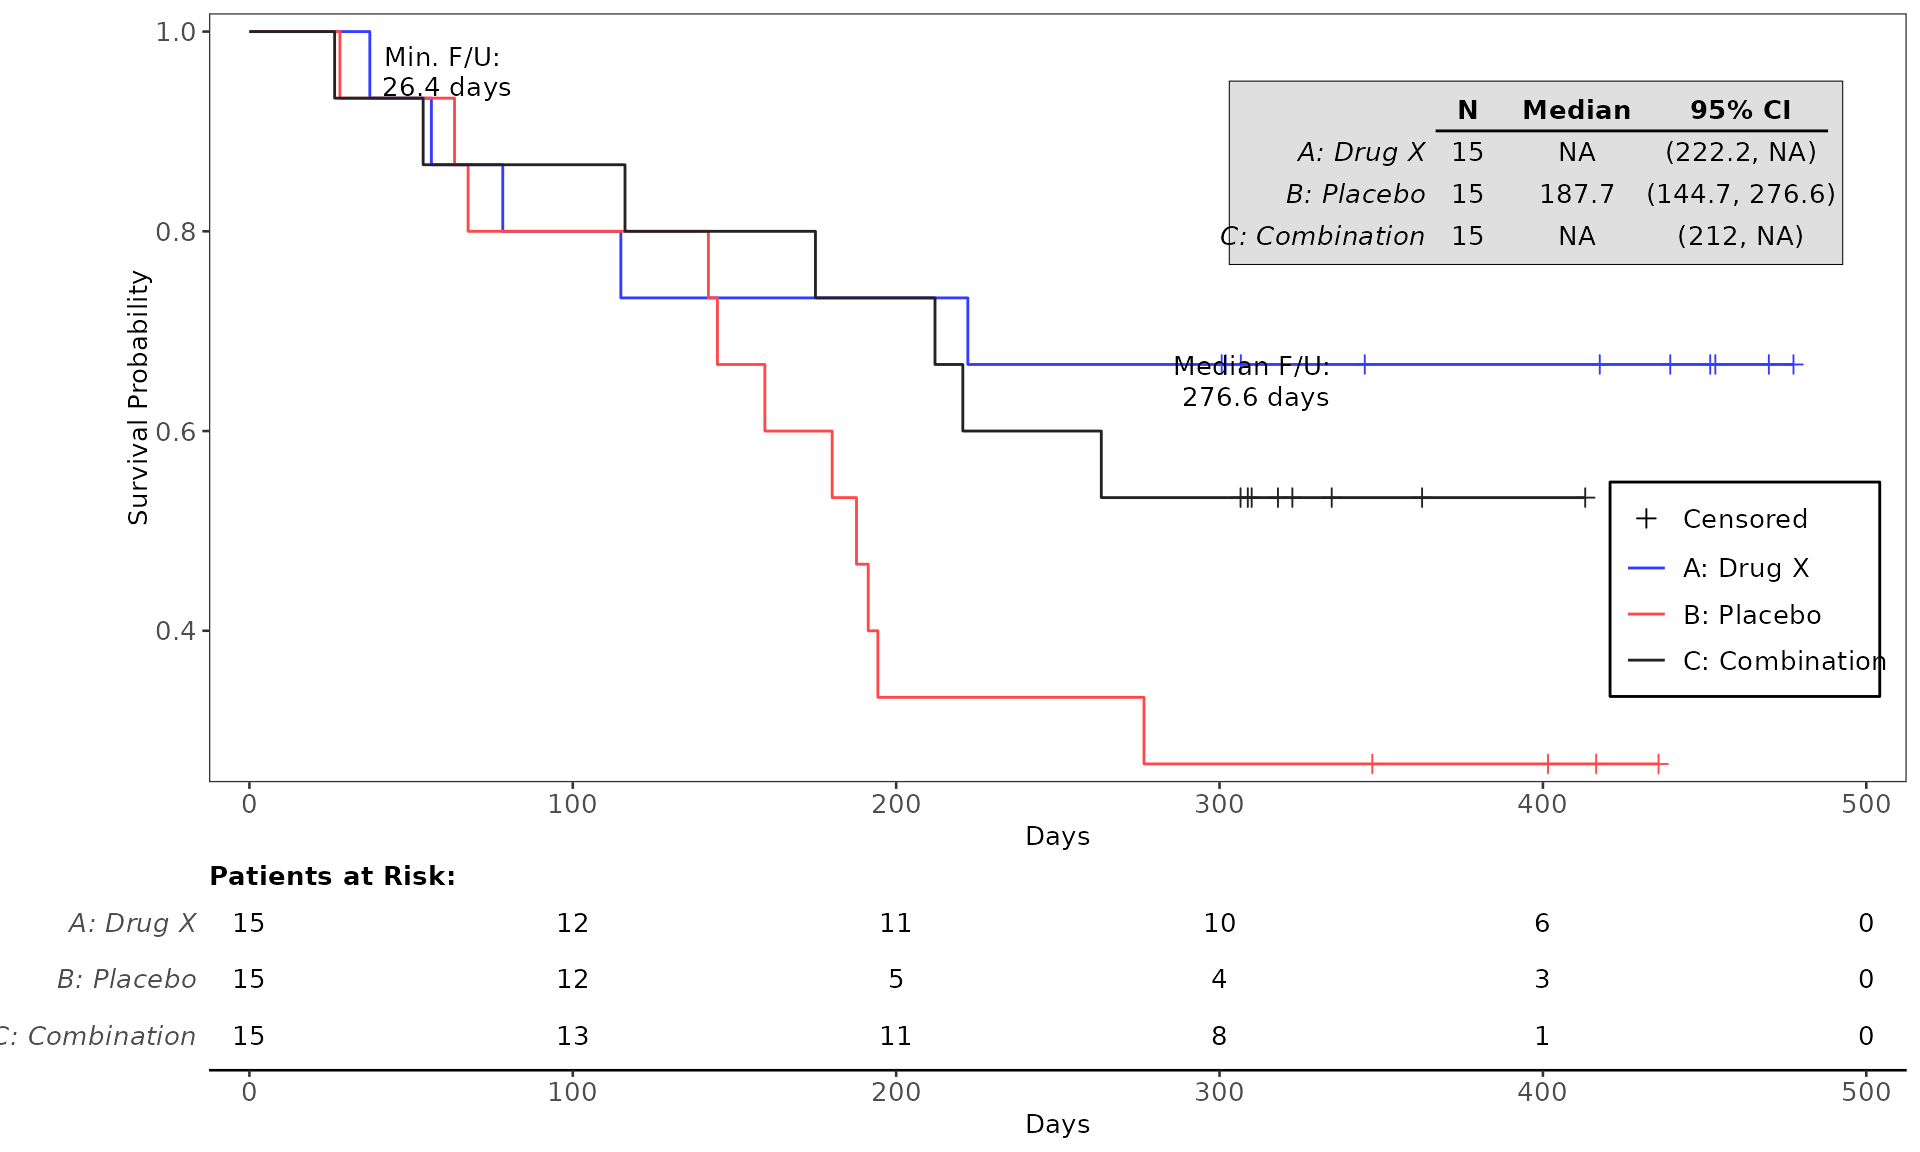 1.0
0.8
0.6
0.4
Survival Probability
Min. F/U:
26.4 days
N Median 95% CI
A: Drug X 15 NA (222.2, NA)
B: Placebo 15 187.7 (144.7, 276.6)
C: Combination 15 NA (212, NA)
Median F/U:
276.6 days
Censored
A: Drug X
B: Placebo
C: Combination
0 100 200 300 400 500
Days
Patients at Risk:
A: Drug X 15 12 11 10 6 0
B: Placebo 15 12 5 4 3 0
C: Combination 15 13 11 8 1 0
0 100 200 300 400 500
Days